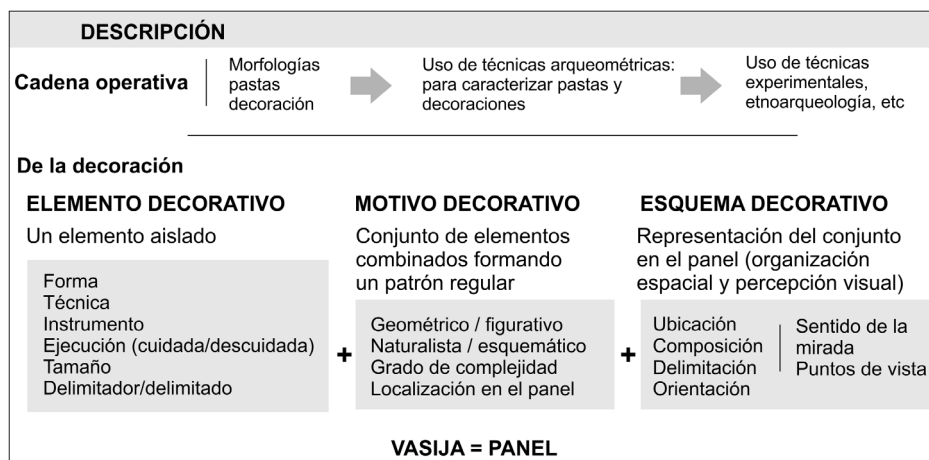 DESCRIPCIÓN
Cadena operativa
Morfologías
pastas
decoración
Uso de técnicas arqueométricas:
para caracterizar pastas y
decoraciones
Uso de técnicas
experimentales,
etnoarqueología, etc
De la decoración
ELEMENTO DECORATIVO
Un elemento aislado
Forma
Técnica
Instrumento
Ejecución (cuidada/descuidada)
Tamaño
Delimitador/delimitado
+
MOTIVO DECORATIVO
Conjunto de elementos
combinados formando
un patrón regular
Geométrico / figurativo
Naturalista / esquemático
Grado de complejidad
Localización en el panel
+
ESQUEMA DECORATIVO
Representación del conjunto
en el panel (organización
espacial y percepción visual)
Ubicación
Composición
Delimitación
Orientación
Sentido de la
mirada
Puntos de vista
VASIJA = PANEL